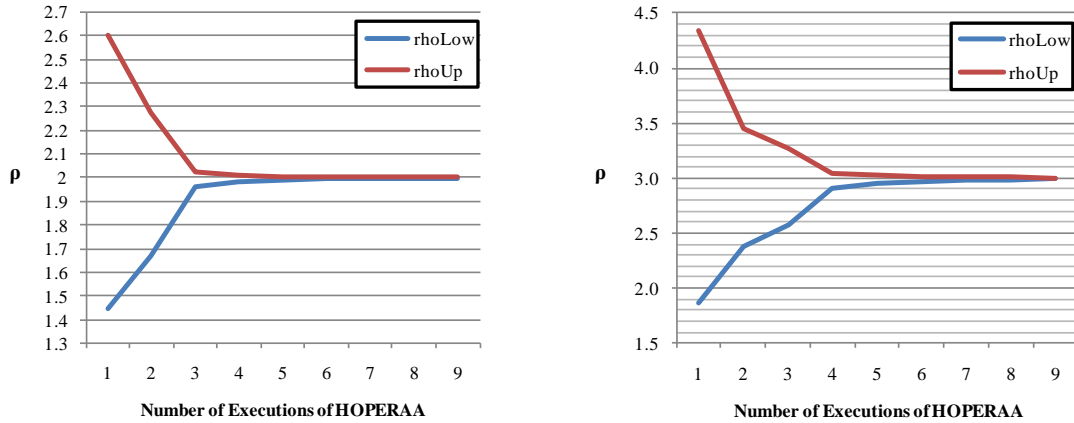 2.7
2.6
2.5
2.4
2.3
2.2
2.1
2
1.9
1.8
1.7
1.6
1.5
1.4
1.3
ρ
rhoLow
rhoUp
1 2 3 4 5 6 7 8 9
Number of Executions of HOPERAA
4.5
4.0
3.5
3.0
2.5
2.0
1.5
ρ
rhoLow
rhoUp
1 2 3 4 5 6 7 8 9
Number of Executions of HOPERAA